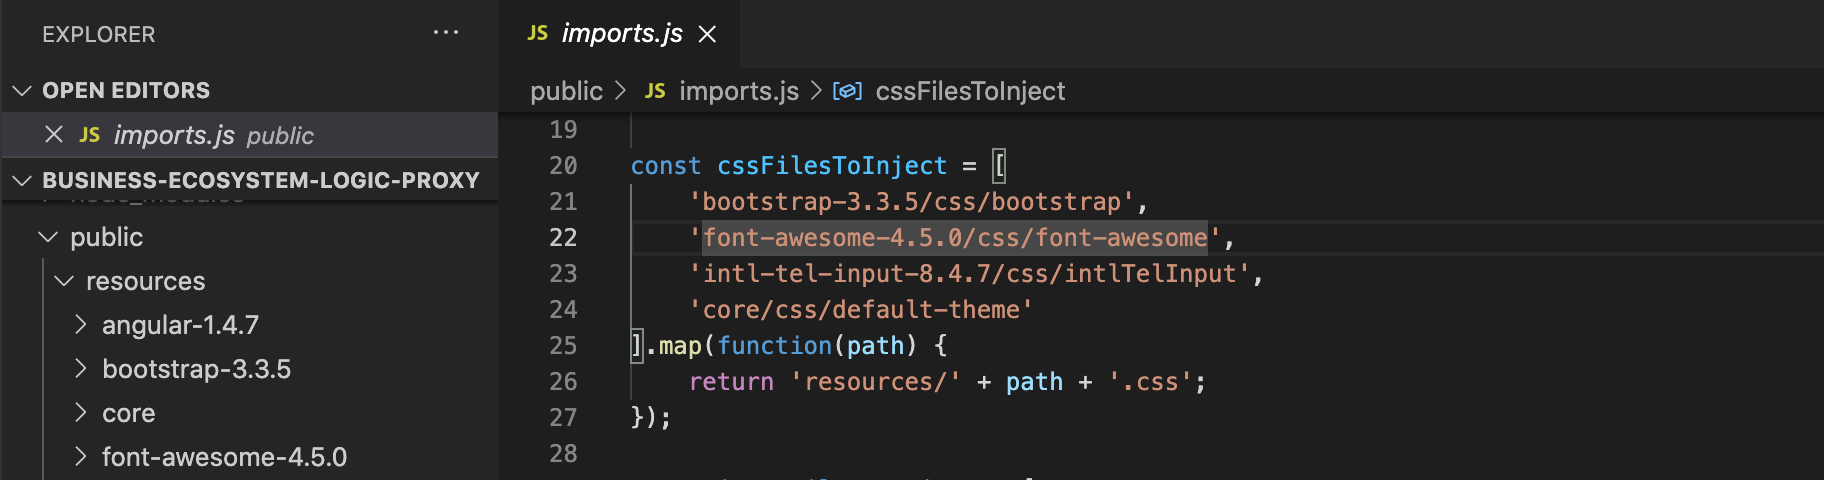 EXPLORER ...
OPEN EDITORS
JS imports.js public
BUSINESS-ECOSYSTEM-LOGIC-PROXY
public
resources
angular-1.4.7
bootstrap-3.3.5
core
font-awesome-4.5.0
JS imports.js
public > JS imports.js > cssFilesToInject
19
20 const cssFilesToInject = [
21 'bootstrap-3.3.5/css/bootstrap',
22 'font-awesome-4.5.0/css/font-awesome',
23 'intl-tel-input-8.4.7/css/intlTelInput',
24 'core/css/default-theme'
25 ].map(function(path) {
26 return 'resources/' + path + '.css';
27 });
28